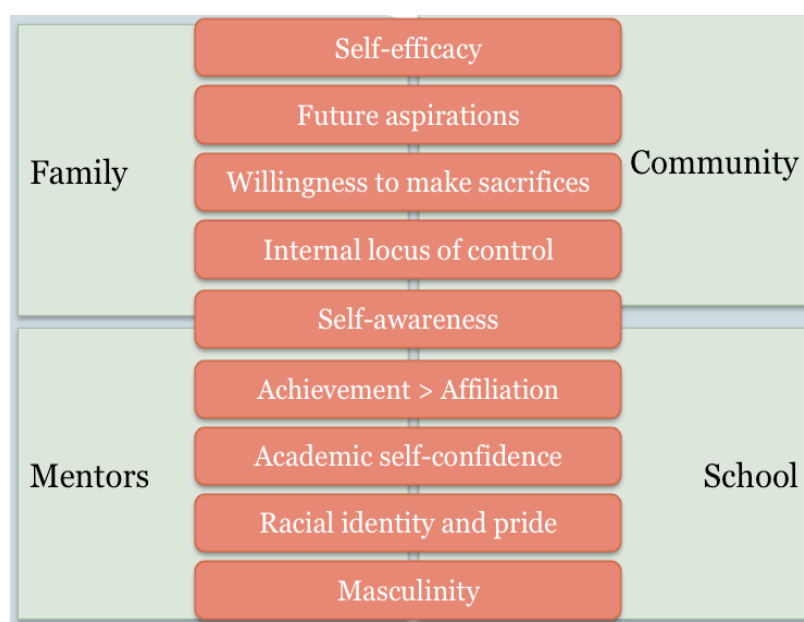 Self-efficacy
Future aspirations
Family
Community
Willingness to make sacrifices
Internal locus of control
Self-awareness
Achievement > Affiliation
Academic self-confidence
Mentors
School
Racial identity and pride
Masculinity